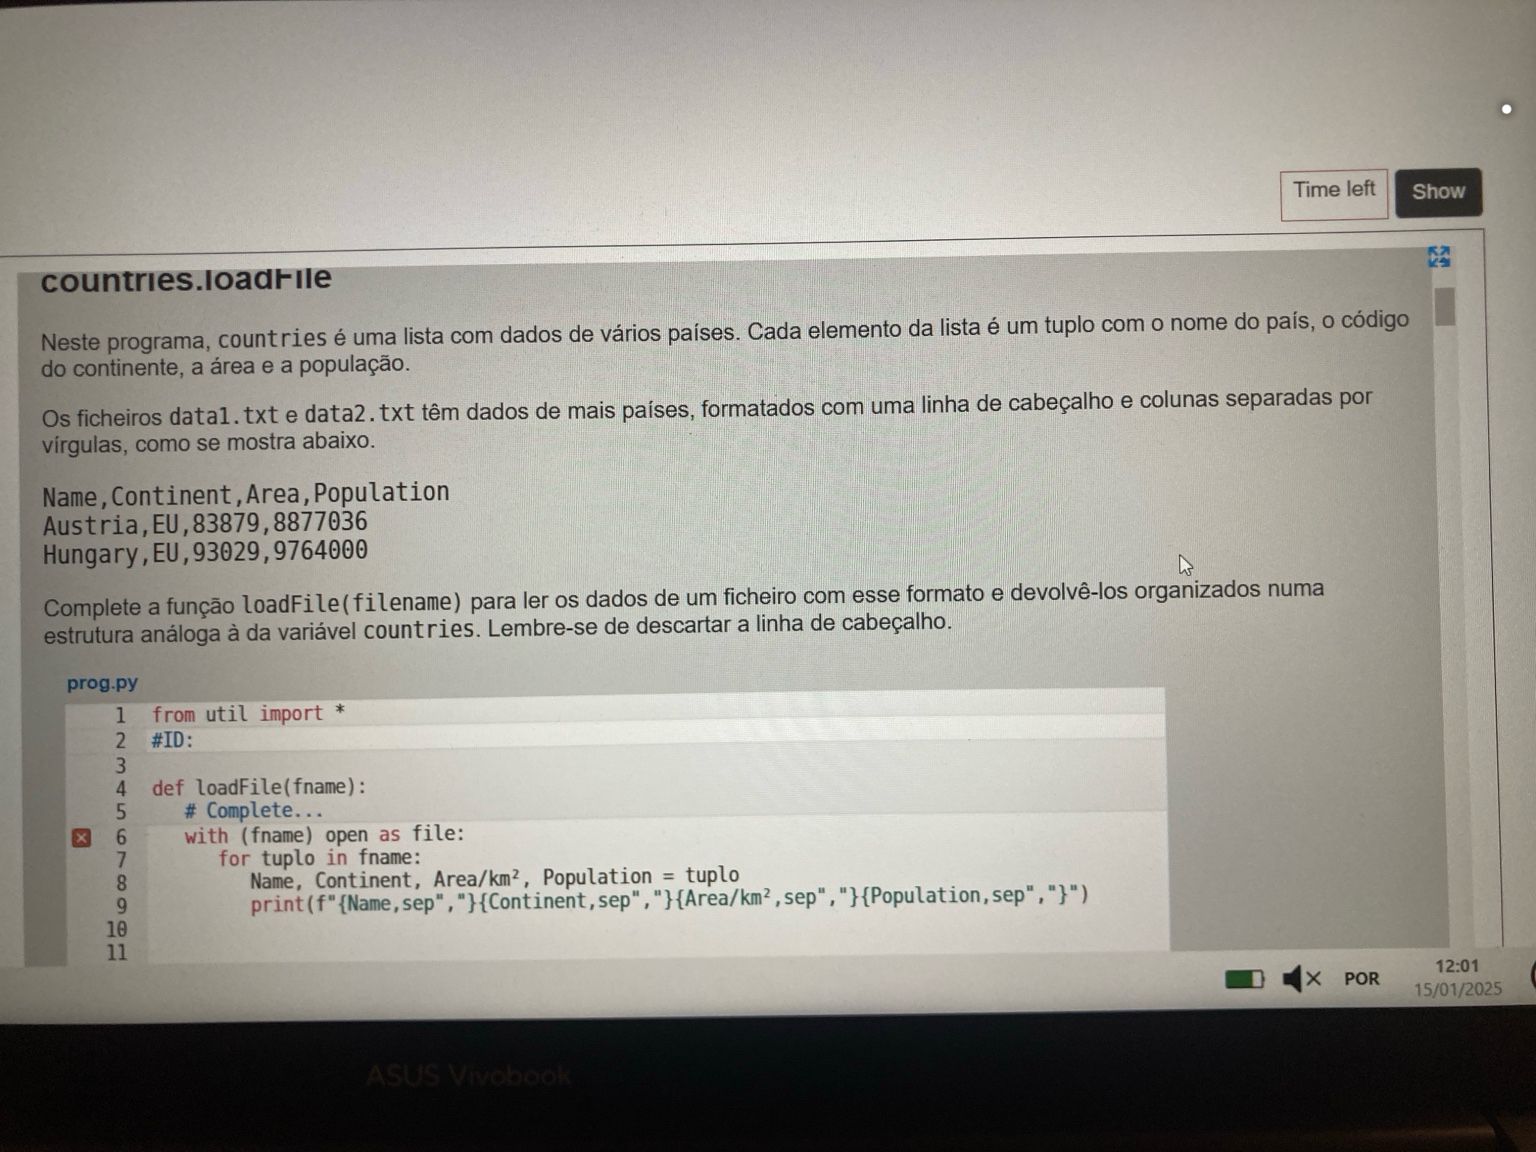 Time left
Show
countries.loadFile
Neste programa, countries é uma lista com dados de vários países. Cada elemento da lista é um tuplo com o nome do país, o código
do continente, a área e a população.
Os ficheiros data1.txt e data2.txt têm dados de mais países, formatados com uma linha de cabeçalho e colunas separadas por
vírgulas, como se mostra abaixo.
Name,Continent,Area,Population
Austria,EU,83879,8877036
Hungary,EU,93029,9764000
Complete a função loadFile(filename) para ler os dados de um ficheiro com esse formato e devolvê-los organizados numa
estrutura análoga à da variável countries. Lembre-se de descartar a linha de cabeçalho.
prog.py
1 from util import *
2 #ID:
3
4 def loadFile(fname):
5 # Complete...
6 with (fname) open as file:
7 for tuplo in fname:
8 Name, Continent, Area/km², Population = tuplo
9 print(f"{Name,sep","}{Continent,sep","}{Area/km²,sep","}{Population,sep","}")
10
11
POR
12:01
15/01/2025
ASUS Vivobook